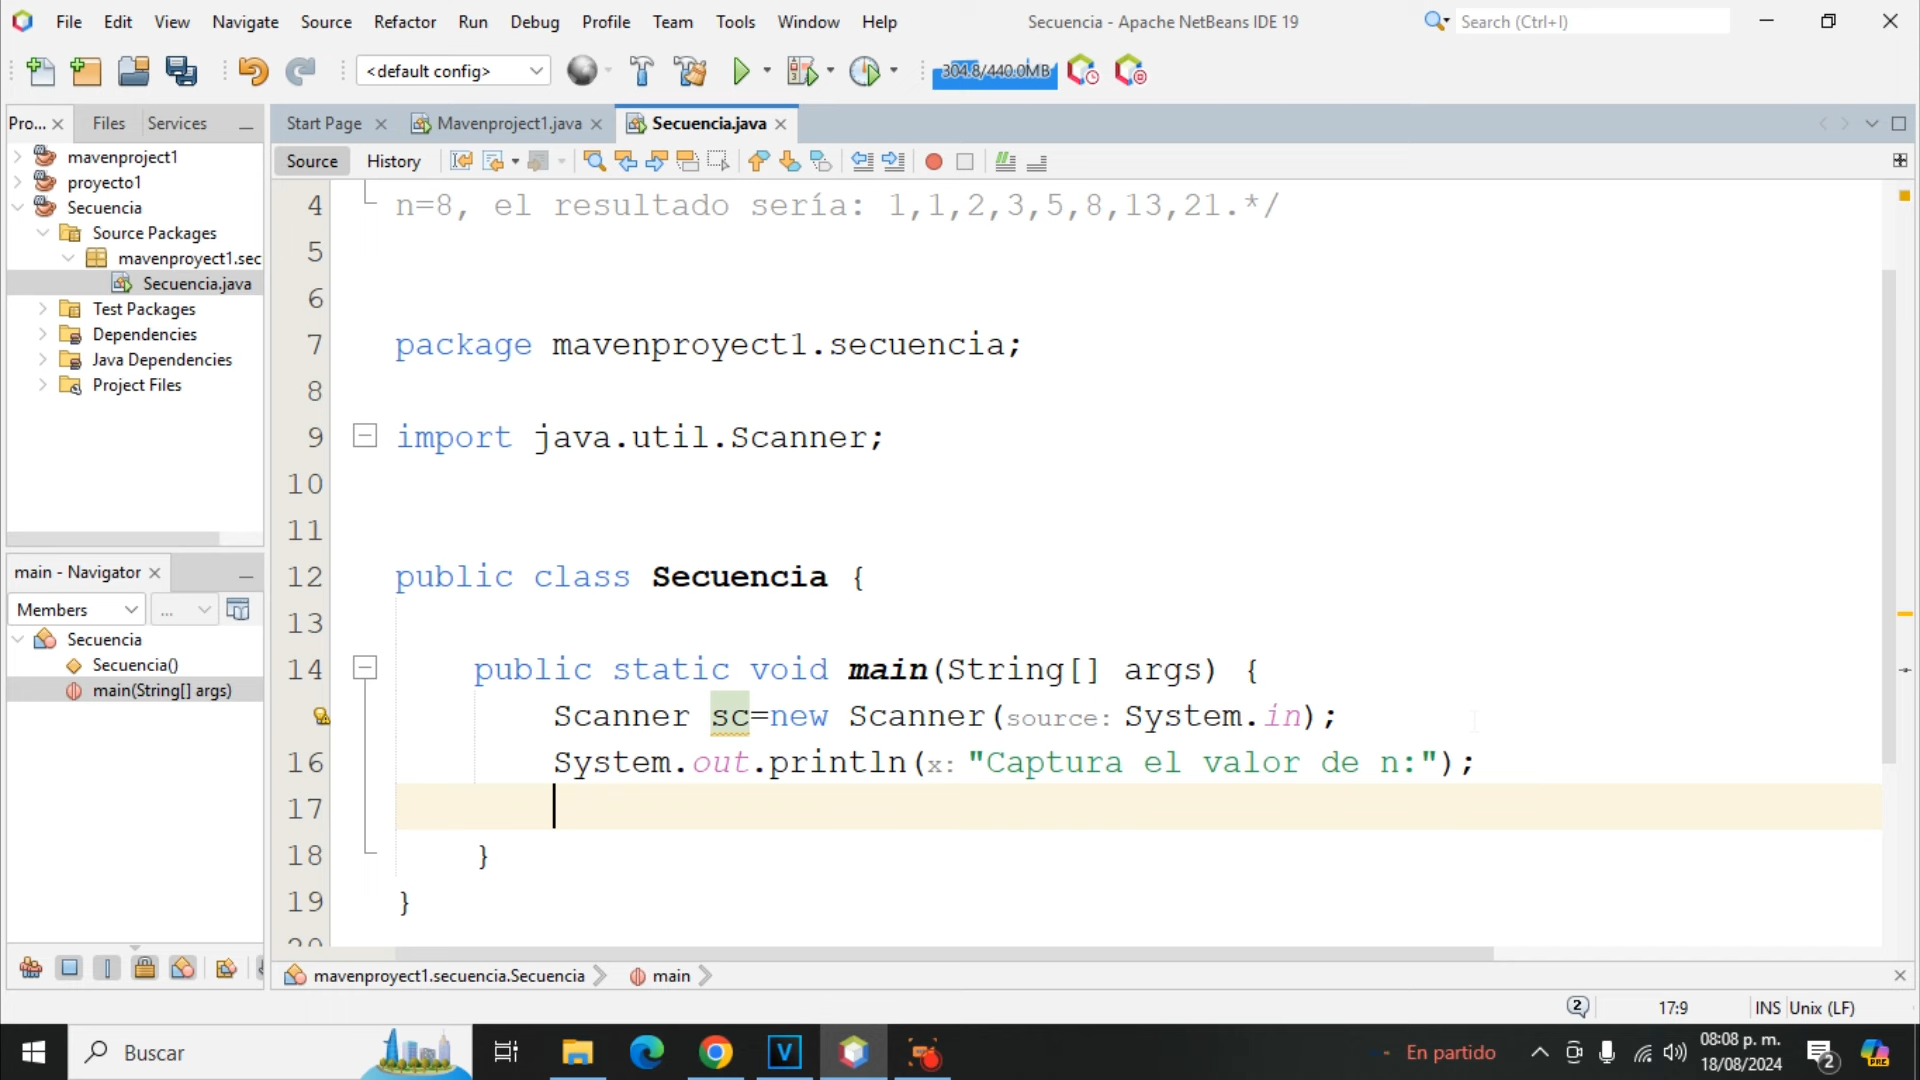 File Edit View Navigate Source Refactor Run Debug Profile Team Tools Window Help
Secuencia - Apache NetBeans IDE 19
Search (Ctrl+I)
<default config>
304.8/440.0MB
Pro... Files Services
Start Page Mavenproject1.java Secuencia.java
Source History
mavenproject1
proyecto1
Secuencia
Source Packages
mavenproyect1.sec
Secuencia.java
Test Packages
Dependencies
Java Dependencies
Project Files
main - Navigator
Members ...
Secuencia
Secuencia()
main(String[] args)
4 n=8, el resultado sería: 1,1,2,3,5,8,13,21.*/
5
6
7 package mavenproyect1.secuencia;
8
9 import java.util.Scanner;
10
11
12 public class Secuencia {
13
14 public static void main(String[] args) {
Scanner sc=new Scanner(source: System.in);
16 System.out.println(x: "Captura el valor de n:");
17
18 }
19 }
20
mavenproyect1.secuencia.Secuencia main
2 17:9 INS Unix (LF)
Buscar
V
En partido
08:08 p. m.
18/08/2024
2
PRE